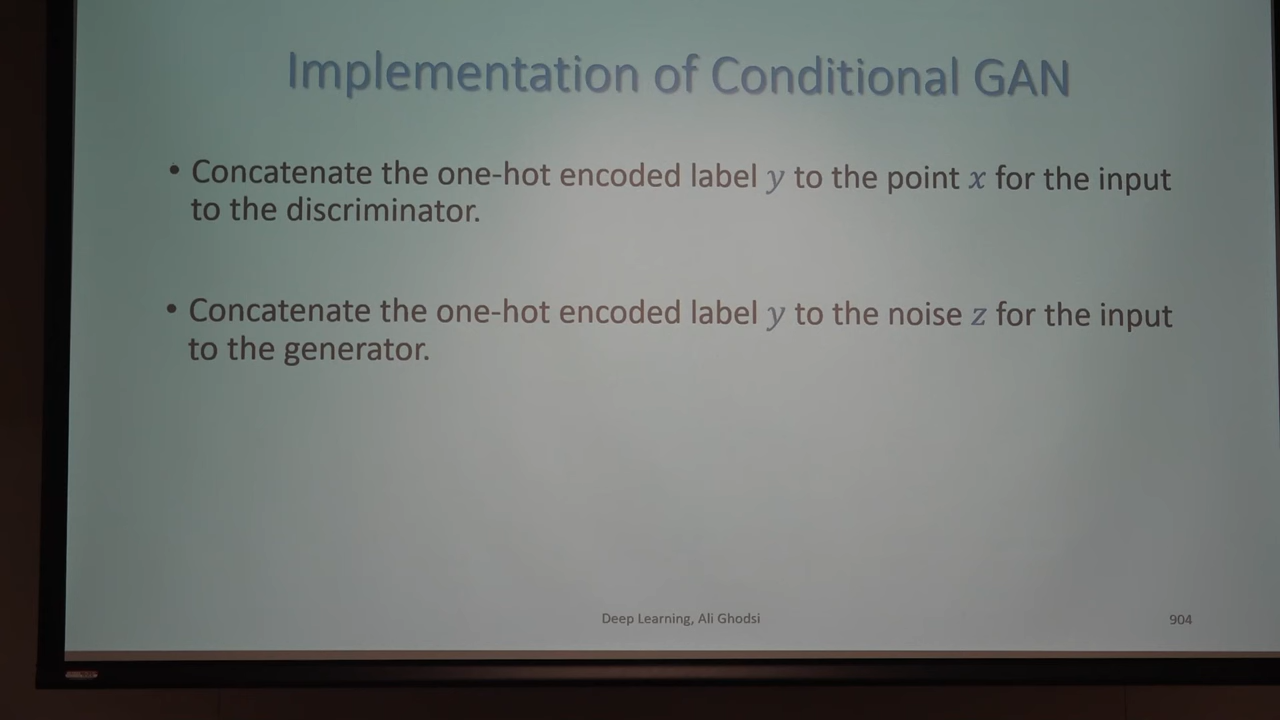 Implementation of Conditional GAN
• Concatenate the one-hot encoded label y to the point x for the input
to the discriminator.
• Concatenate the one-hot encoded label y to the noise z for the input
to the generator.
Deep Learning, Ali Ghodsi
904